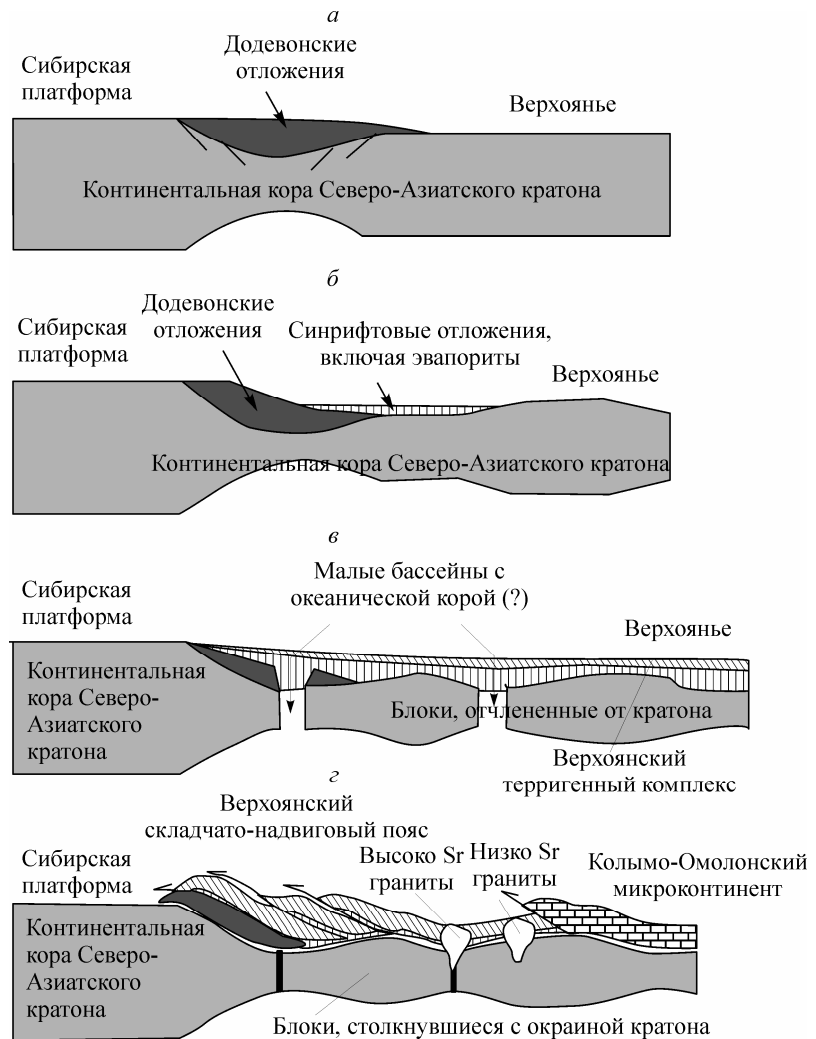 а
Додевонские
отложения
Сибирская
платформа
Верхоянье
Континентальная кора Северо-Азиатского кратона
б
Додевонские
отложения
Сибирская
платформа
Синрифтовые отложения,
включая эвапориты
Верхоянье
Континентальная кора Северо-Азиатского кратона
в
Малые бассейны с
океанической корой (?)
Сибирская
платформа
Верхоянье
Континентальная
кора Северо-
Азиатского
кратона
Блоки, отчлененные от кратона
Верхоянский
терригенный комплекс
г
Верхоянский
складчато-надвиговый пояс
Сибирская
платформа
Высоко Sr
граниты
Низко Sr
граниты
Колымо-Омолонский
микроконтинент
Континентальная
кора Северо-
Азиатского
кратона
Блоки, столкнувшиеся с окраиной кратона